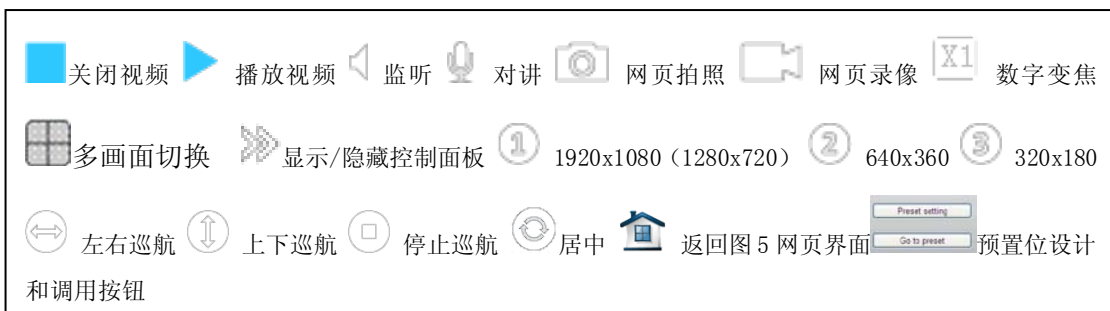 关闭视频 播放视频 监听 对讲 网页拍照 网页录像 X1 数字变焦
多画面切换 显示/隐藏控制面板 1 1920x1080（1280x720） 2 640x360 3 320x180
Preset setting
左右巡航 上下巡航 停止巡航 居中 返回图 5 网页界面 Go to preset 预置位设计
和调用按钮